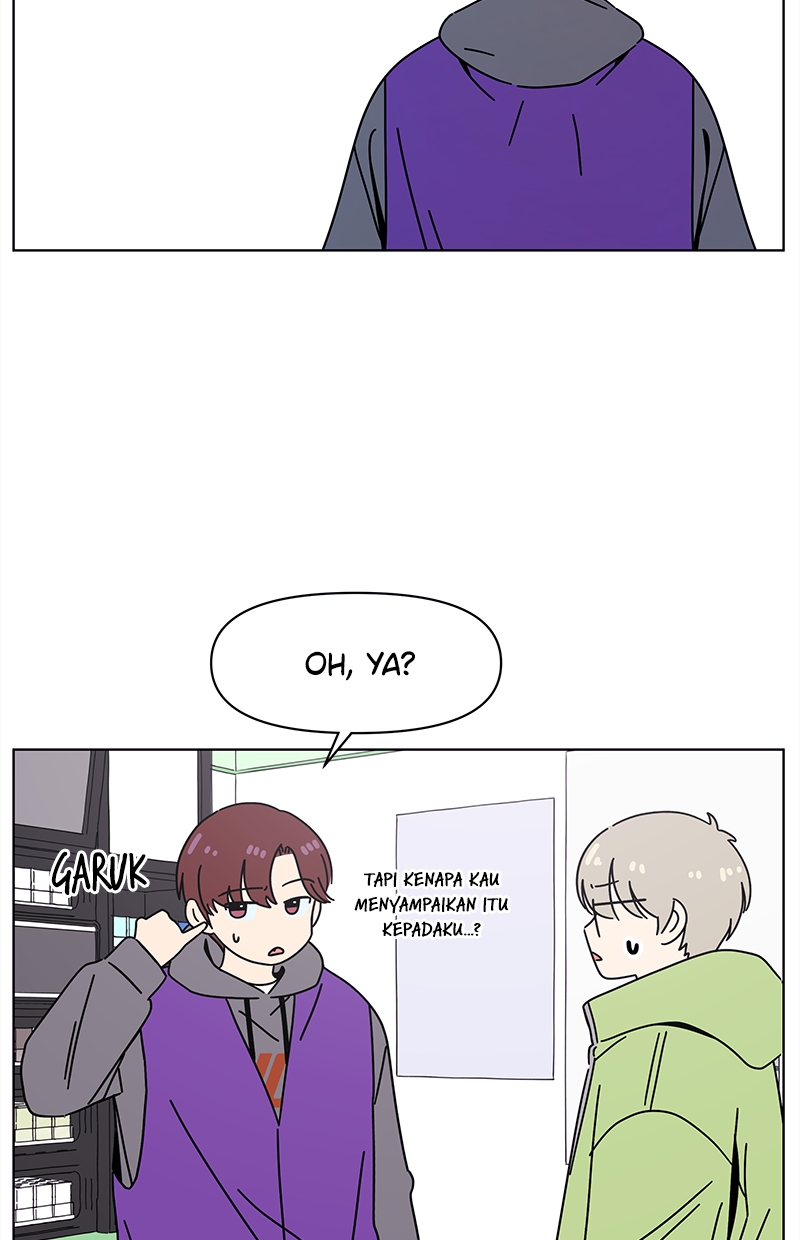 OH, YA?
GARUK
TAPI KENAPA KAU
MENYAMPAIKAN ITU
KEPADAKU...?